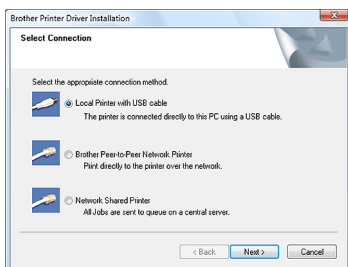 Brother Printer Driver Installation
Select Connection
Select the appropriate connection method.
Local Printer with USB cable
The printer is connected directly to this PC using a USB cable.
Brother Peer-to-Peer Network Printer
Print directly to the printer over the network.
Network Shared Printer
All Jobs are sent to queue on a central server.
< Back Next > Cancel